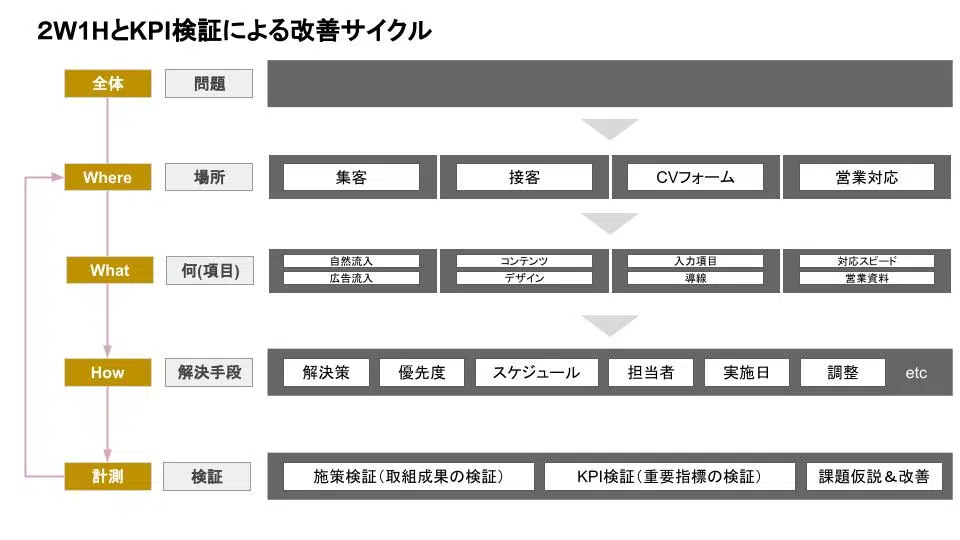 2W1HとKPI検証による改善サイクル
全体 問題
Where 場所 集客 接客 CVフォーム 営業対応
What 何(項目) 自然流入 コンテンツ 入力項目 対応スピード
広告流入 デザイン 導線 営業資料
How 解決手段 解決策 優先度 スケジュール 担当者 実施日 調整 etc
計測 検証 施策検証（取組成果の検証） KPI検証（重要指標の検証） 課題仮説＆改善